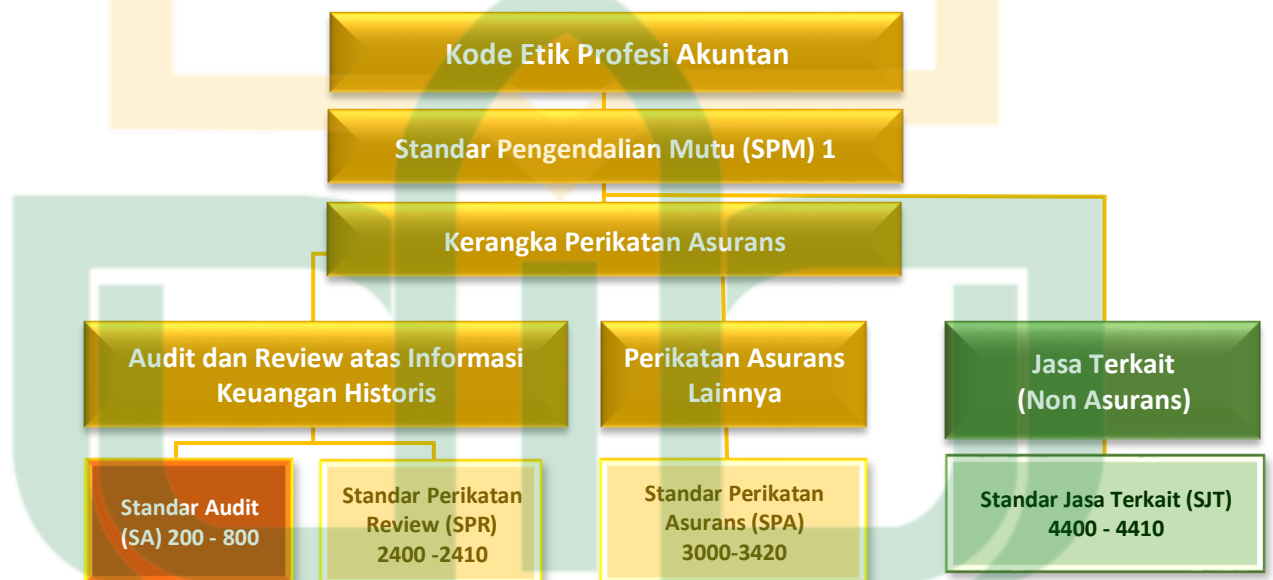 Kode Etik Profesi Akuntan
Standar Pengendalian Mutu (SPM) 1
Kerangka Perikatan Asurans
Audit dan Review atas Informasi
Keuangan Historis
Perikatan Asurans
Lainnya
Jasa Terkait
(Non Asurans)
Standar Audit
(SA) 200 - 800
Standar Perikatan
Review (SPR)
2400 -2410
Standar Perikatan
Asurans (SPA)
3000-3420
Standar Jasa Terkait (SJT)
4400 - 4410